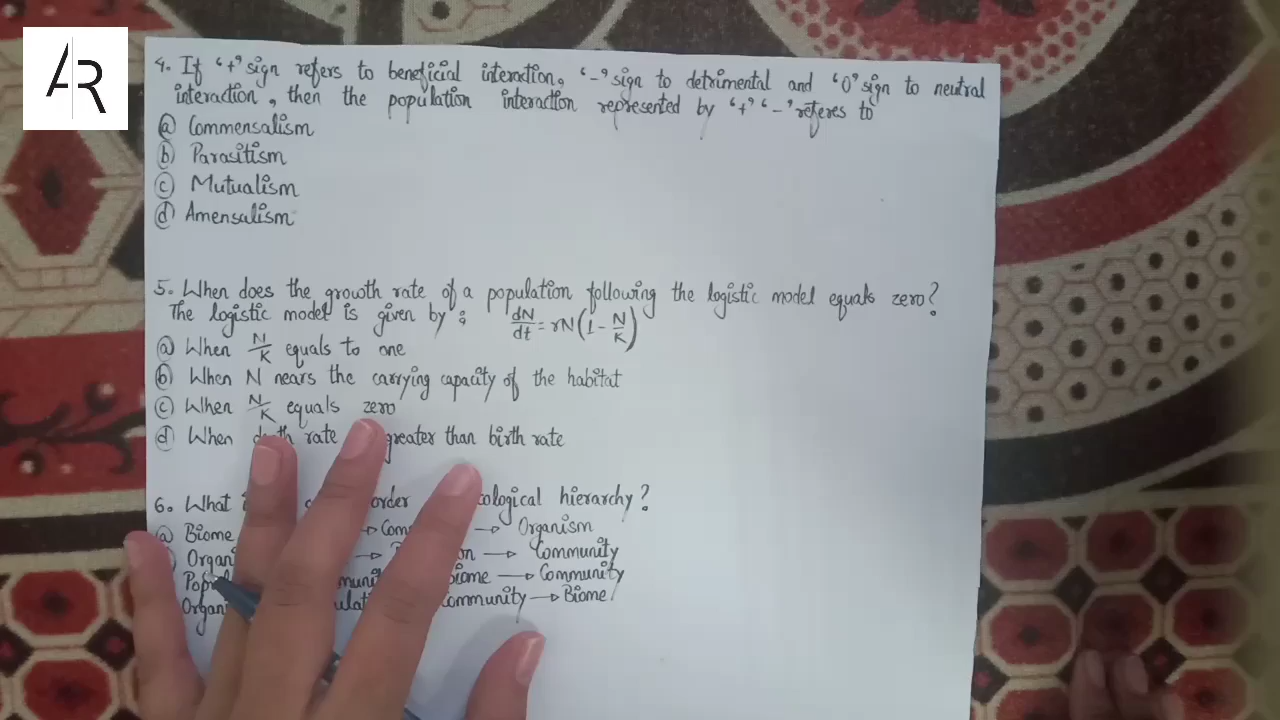 AR
4. If ‘+’ sign refers to beneficial interaction, ‘-’ sign to detrimental and ‘0’ sign to neutral
interaction, then the population interaction represented by ‘+’ ‘-’ referes to
(a) Commensalism
(b) Parasitism
(c) Mutualism
(d) Amensalism
5. When does the growth rate of a population following the logistic model equals zero?
The logistic model is given by : dN/dt = rN(1 - N/K)
(a) When N/K equals to one
(b) When N nears the carrying capacity of the habitat
(c) When N/K equals zero
(d) When rate greater than birth rate
6. What order hierarchy?
(a) Biome → → Organism
→ → Community
Biome → Community
Community → Biome